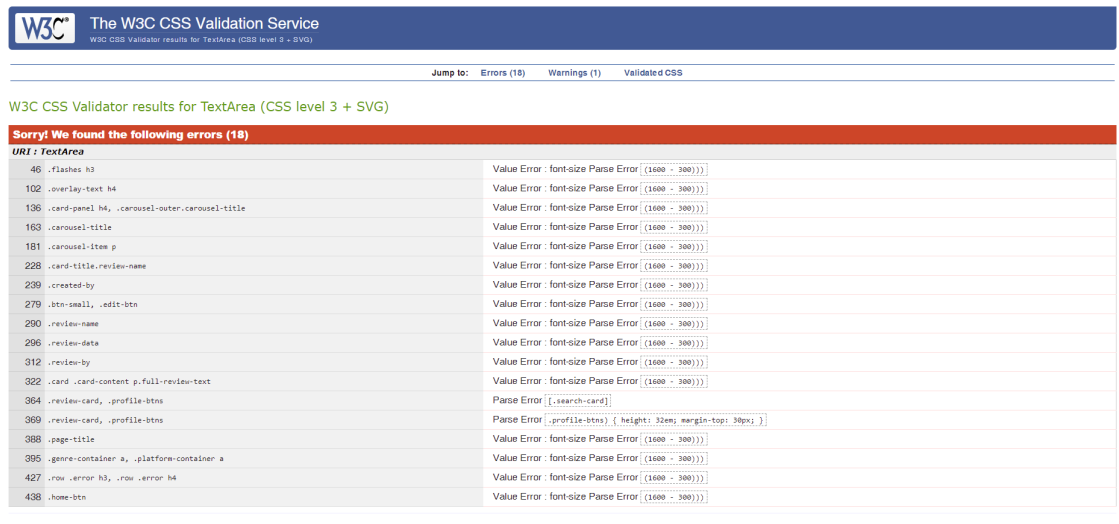 W3C®
The W3C CSS Validation Service
W3C CSS Validator results for TextArea (CSS level 3 + SVG)
Jump to: Errors (18) Warnings (1) Validated CSS
W3C CSS Validator results for TextArea (CSS level 3 + SVG)
Sorry! We found the following errors (18)
URI : TextArea
46 .flashes h3 Value Error : font-size Parse Error (1600 - 300)))
102 .overlay-text h4 Value Error : font-size Parse Error (1600 - 300)))
136 .card-panel h4, .carousel-outer.carousel-title Value Error : font-size Parse Error (1600 - 300)))
163 .carousel-title Value Error : font-size Parse Error (1600 - 300)))
181 .carousel-item p Value Error : font-size Parse Error (1600 - 300)))
228 .card-title.review-name Value Error : font-size Parse Error (1600 - 300)))
239 .created-by Value Error : font-size Parse Error (1600 - 300)))
279 .btn-small, .edit-btn Value Error : font-size Parse Error (1600 - 300)))
290 .review-name Value Error : font-size Parse Error (1600 - 300)))
296 .review-data Value Error : font-size Parse Error (1600 - 300)))
312 .review-by Value Error : font-size Parse Error (1600 - 300)))
322 .card .card-content p.full-review-text Value Error : font-size Parse Error (1600 - 300)))
364 .review-card, .profile-btns Parse Error [.search-card]
369 .review-card, .profile-btns Parse Error .profile-btns) { height: 32em; margin-top: 30px; }
388 .page-title Value Error : font-size Parse Error (1600 - 300)))
395 .genre-container a, .platform-container a Value Error : font-size Parse Error (1600 - 300)))
427 .row .error h3, .row .error h4 Value Error : font-size Parse Error (1600 - 300)))
438 .home-btn Value Error : font-size Parse Error (1600 - 300)))